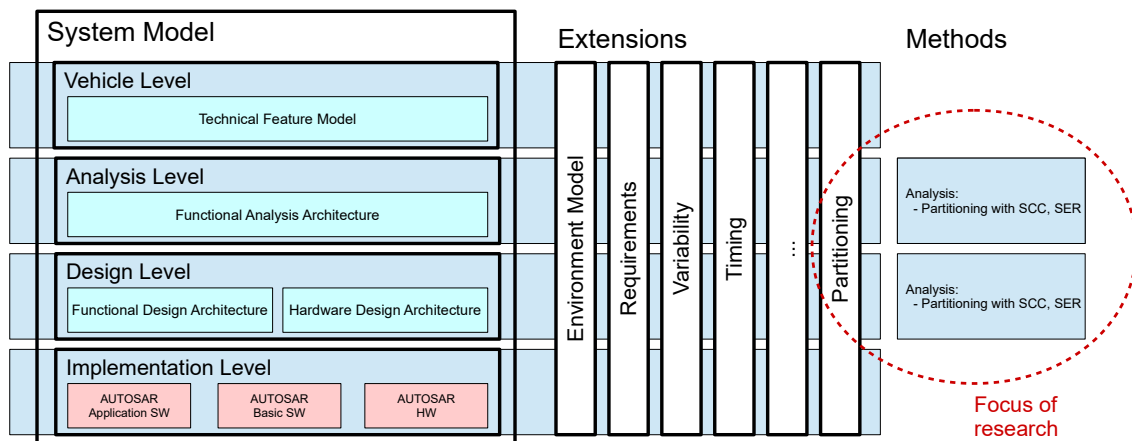 System Model
Extensions
Methods
Vehicle Level
Technical Feature Model
Analysis Level
Functional Analysis Architecture
Design Level
Functional Design Architecture
Hardware Design Architecture
Implementation Level
AUTOSAR
Application SW
AUTOSAR
Basic SW
AUTOSAR
HW
Environment Model
Requirements
Variability
Timing
...
Partitioning
Analysis:
- Partitioning with SCC, SER
Analysis:
- Partitioning with SCC, SER
Focus of
research